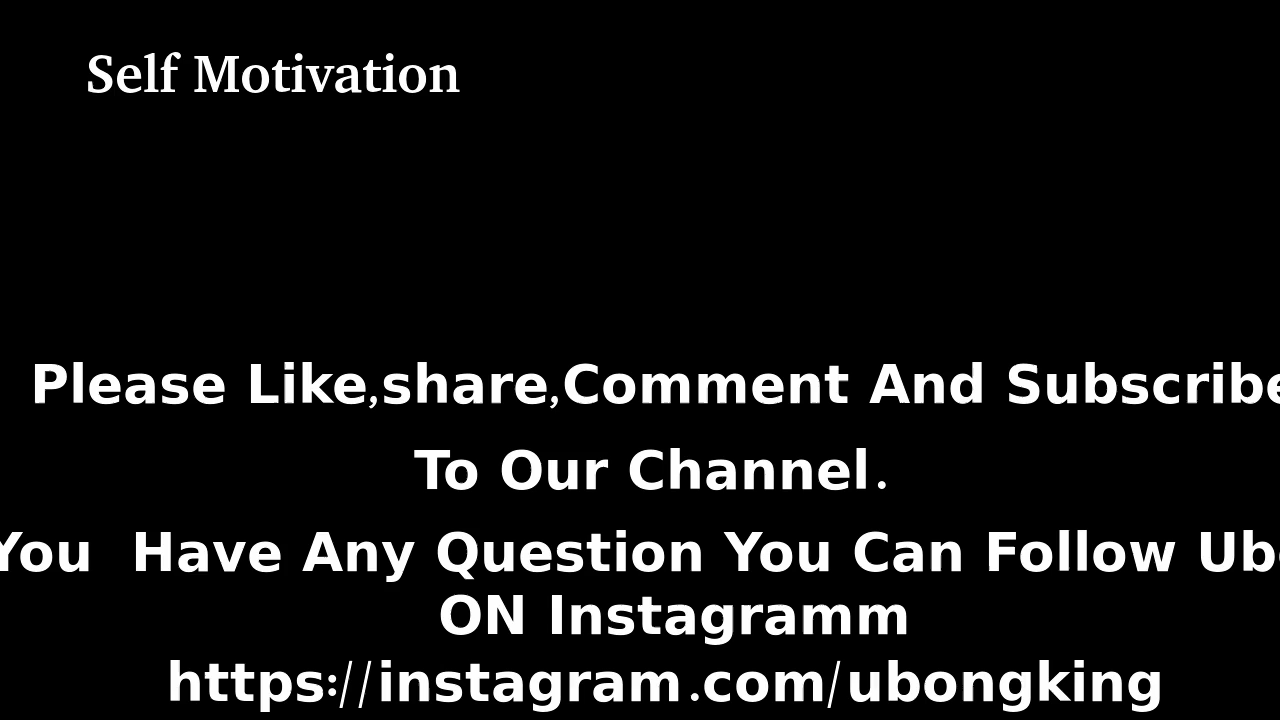 Self Motivation
Please Like,share,Comment And Subscribe
To Our Channel.
You Have Any Question You Can Follow
ON Instagramm
https://instagram.com/ubongking